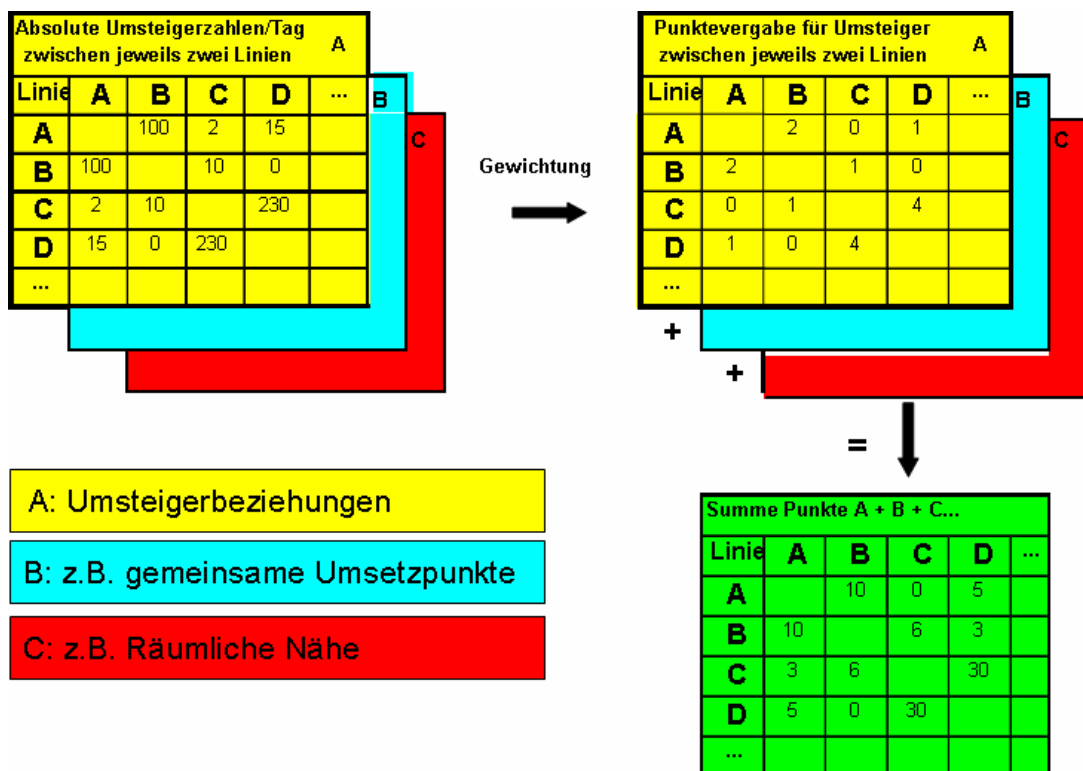 Absolute Umsteigerzahlen/Tag
zwischen jeweils zwei Linien A
Linie A B C D ...
A 100 2 15
B 100 10 0
C 2 10 230
D 15 0 230
...
B
C
Gewichtung
Punktevergabe für Umsteiger
zwischen jeweils zwei Linien A
Linie A B C D ...
A 2 0 1
B 2 1 0
C 0 1 4
D 1 0 4
...
B
C
+
+
=
A: Umsteigerbeziehungen
B: z.B. gemeinsame Umsetzpunkte
C: z.B. Räumliche Nähe
Summe Punkte A + B + C...
Linie A B C D ...
A 10 0 5
B 10 6 3
C 3 6 30
D 5 0 30
...